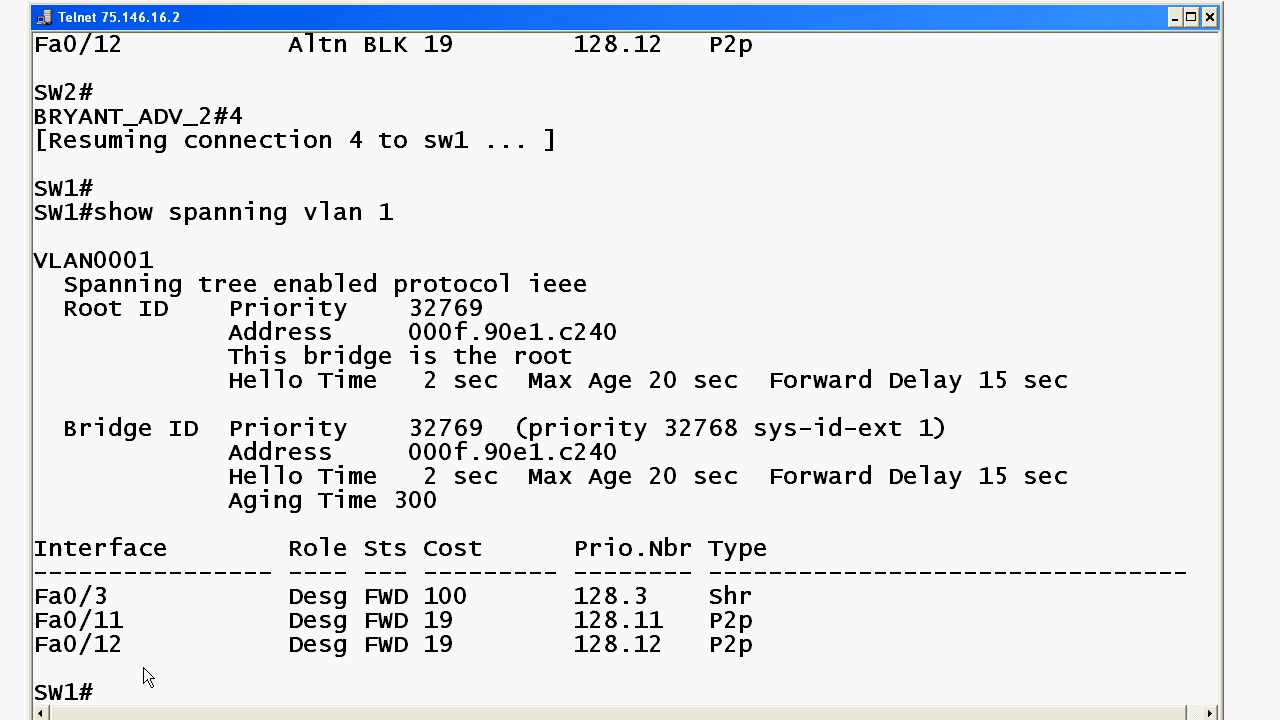 Telnet 75.146.16.2
Fa0/12 Altn BLK 19 128.12 P2p
SW2#
BRYANT_ADV_2#4
[Resuming connection 4 to sw1 ... ]
SW1#
SW1#show spanning vlan 1
VLAN0001
Spanning tree enabled protocol ieee
Root ID Priority 32769
Address 000f.90e1.c240
This bridge is the root
Hello Time 2 sec Max Age 20 sec Forward Delay 15 sec
Bridge ID Priority 32769 (priority 32768 sys-id-ext 1)
Address 000f.90e1.c240
Hello Time 2 sec Max Age 20 sec Forward Delay 15 sec
Aging Time 300
Interface Role Sts Cost Prio.Nbr Type
---------------- ---- --- --------- -------- --------------------------------
Fa0/3 Desg FWD 100 128.3 Shr
Fa0/11 Desg FWD 19 128.11 P2p
Fa0/12 Desg FWD 19 128.12 P2p
SW1#